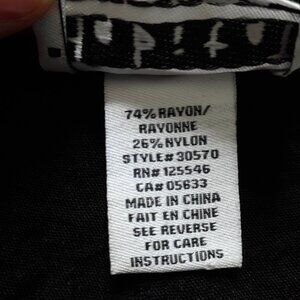 74% RAYON/
RAYONNE
26% NYLON
STYLE# 30570
RN# 125546
CA# 05633
MADE IN CHINA
FAIT EN CHINE
SEE REVERSE
FOR CARE
INSTRUCTIONS